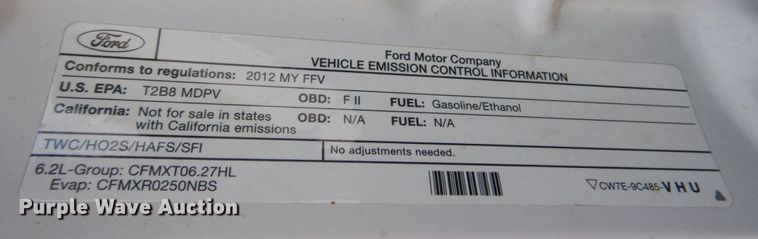 Ford
Ford Motor Company
VEHICLE EMISSION CONTROL INFORMATION
Conforms to regulations: 2012 MY FFV
U.S. EPA: T2B8 MDPV OBD: F II FUEL: Gasoline/Ethanol
California: Not for sale in states with California emissions OBD: N/A FUEL: N/A
TWC/HO2S/HAFS/SFI No adjustments needed.
6.2L-Group: CFMXT06.27HL
Evap: CFMXR0250NBS
CW7E-9C485-VHU
Purple Wave Auction